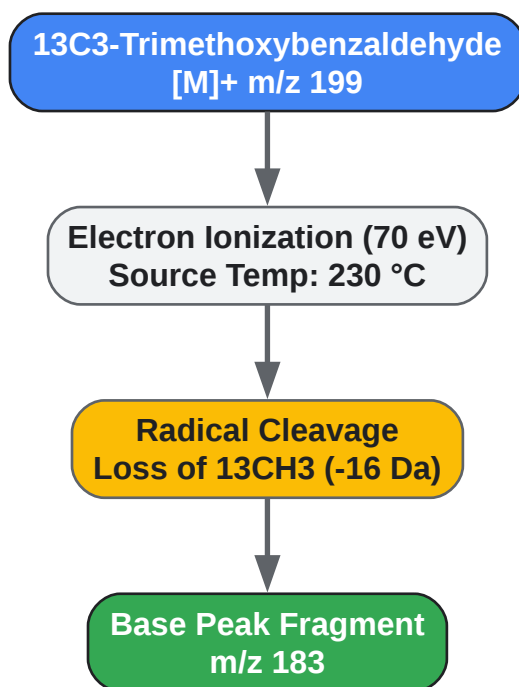 13C3-Trimethoxybenzaldehyde
[M]+ m/z 199
Electron Ionization (70 eV)
Source Temp: 230 °C
Radical Cleavage
Loss of 13CH3 (-16 Da)
Base Peak Fragment
m/z 183